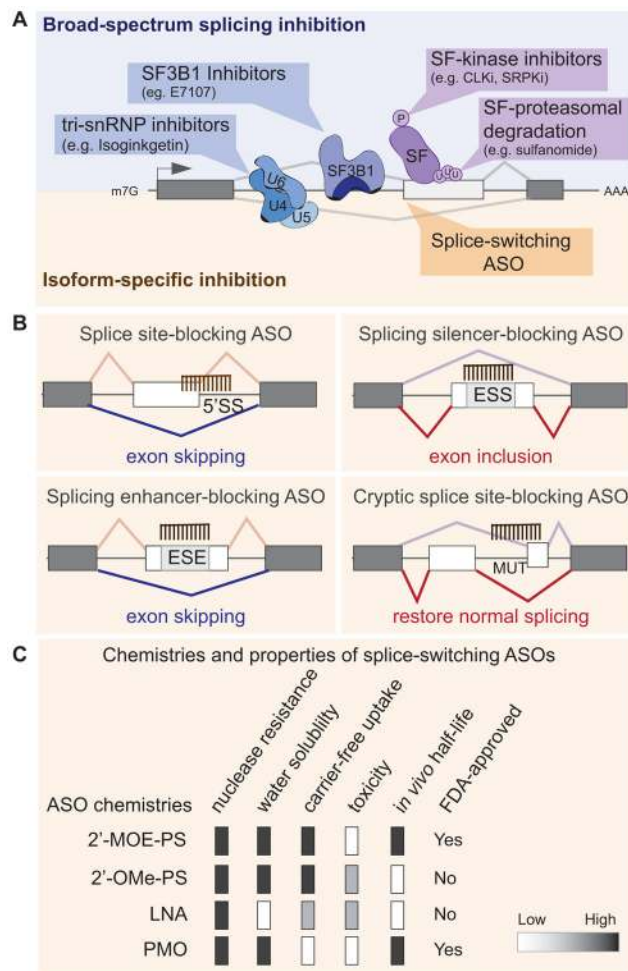 A
Broad-spectrum splicing inhibition
SF3B1 Inhibitors
(eg. E7107)
SF-kinase inhibitors
(e.g. CLKi, SRPKi)
tri-snRNP inhibitors
(e.g. Isoginkgetin)
SF-proteasomal
degradation
(e.g. sulfanomide)
P
SF
U U U
U6
U4
U5
SF3B1
m7G
AAA
Splice-switching
ASO
Isoform-specific inhibition
B
Splice site-blocking ASO
5'SS
exon skipping
Splicing silencer-blocking ASO
ESS
exon inclusion
Splicing enhancer-blocking ASO
ESE
exon skipping
Cryptic splice site-blocking ASO
MUT
restore normal splicing
C
Chemistries and properties of splice-switching ASOs
ASO chemistries
nuclease resistance
water solubility
carrier-free uptake
toxicity
in vivo half-life
FDA-approved
2'-MOE-PS
Yes
2'-OMe-PS
No
LNA
No
PMO
Yes
Low
High